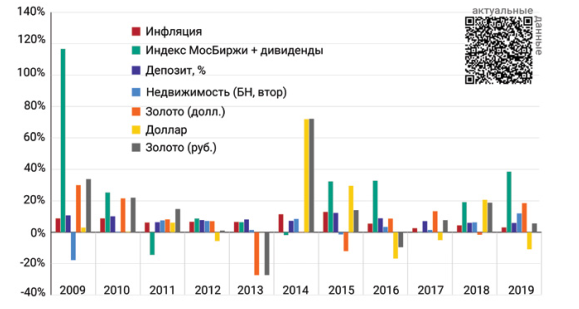 актуальные
данные
140%
120%
100%
80%
60%
40%
20%
0%
-20%
-40%
Инфляция
Индекс МосБиржи + дивиденды
Депозит, %
Недвижимость (БН, втор)
Золото (долл.)
Доллар
Золото (руб.)
2009 2010 2011 2012 2013 2014 2015 2016 2017 2018 2019